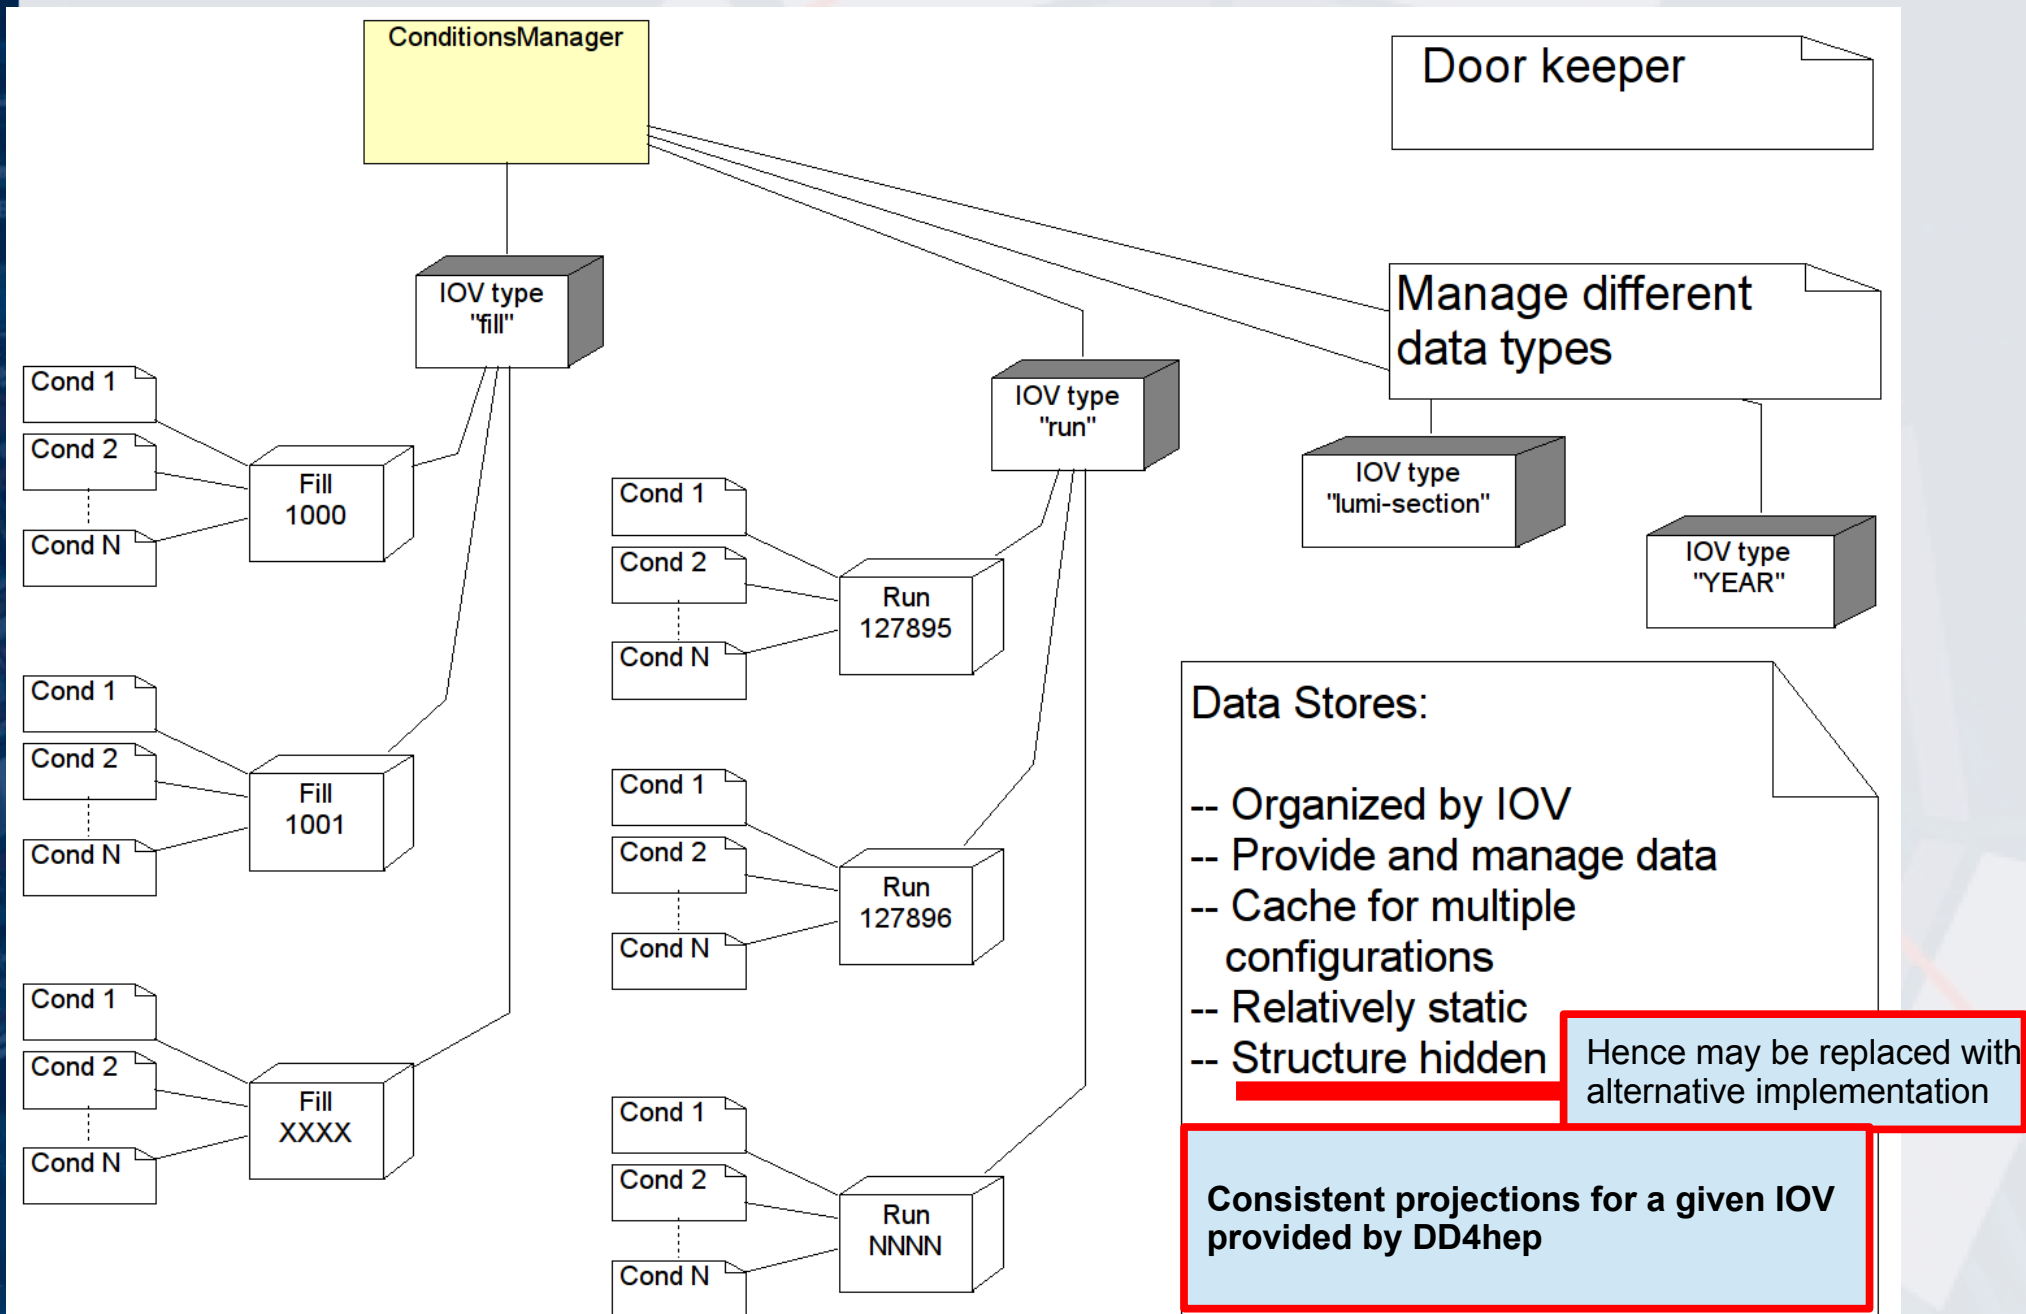 ConditionsManager
Door keeper
IOV type
"fill"
Manage different
data types
IOV type
"run"
IOV type
"lumi-section"
IOV type
"YEAR"
Cond 1
Cond 2
Cond N
Fill
1000
Cond 1
Cond 2
Cond N
Fill
1001
Cond 1
Cond 2
Cond N
Fill
XXXX
Cond 1
Cond 2
Cond N
Run
127895
Cond 1
Cond 2
Cond N
Run
127896
Cond 1
Cond 2
Cond N
Run
NNNN
Data Stores:
-- Organized by IOV
-- Provide and manage data
-- Cache for multiple
configurations
-- Relatively static
-- Structure hidden
Hence may be replaced with
alternative implementation
Consistent projections for a given IOV
provided by DD4hep